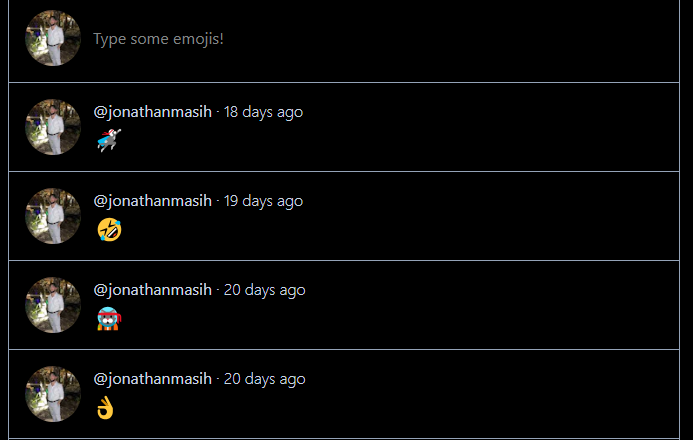 Type some emojis!
@jonathanmasih · 18 days ago
@jonathanmasih · 19 days ago
🤣
@jonathanmasih · 20 days ago
@jonathanmasih · 20 days ago
👌